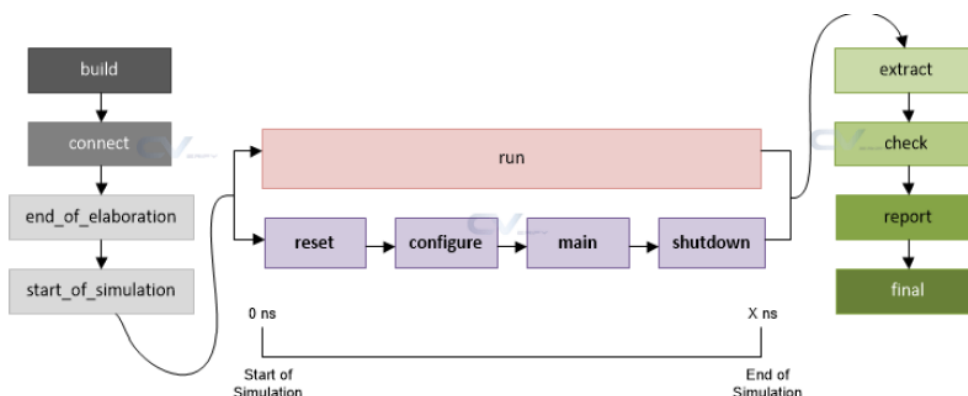 build
connect
end_of_elaboration
start_of_simulation
run
reset
configure
main
shutdown
0 ns
X ns
Start of
Simulation
End of
Simulation
extract
check
report
final